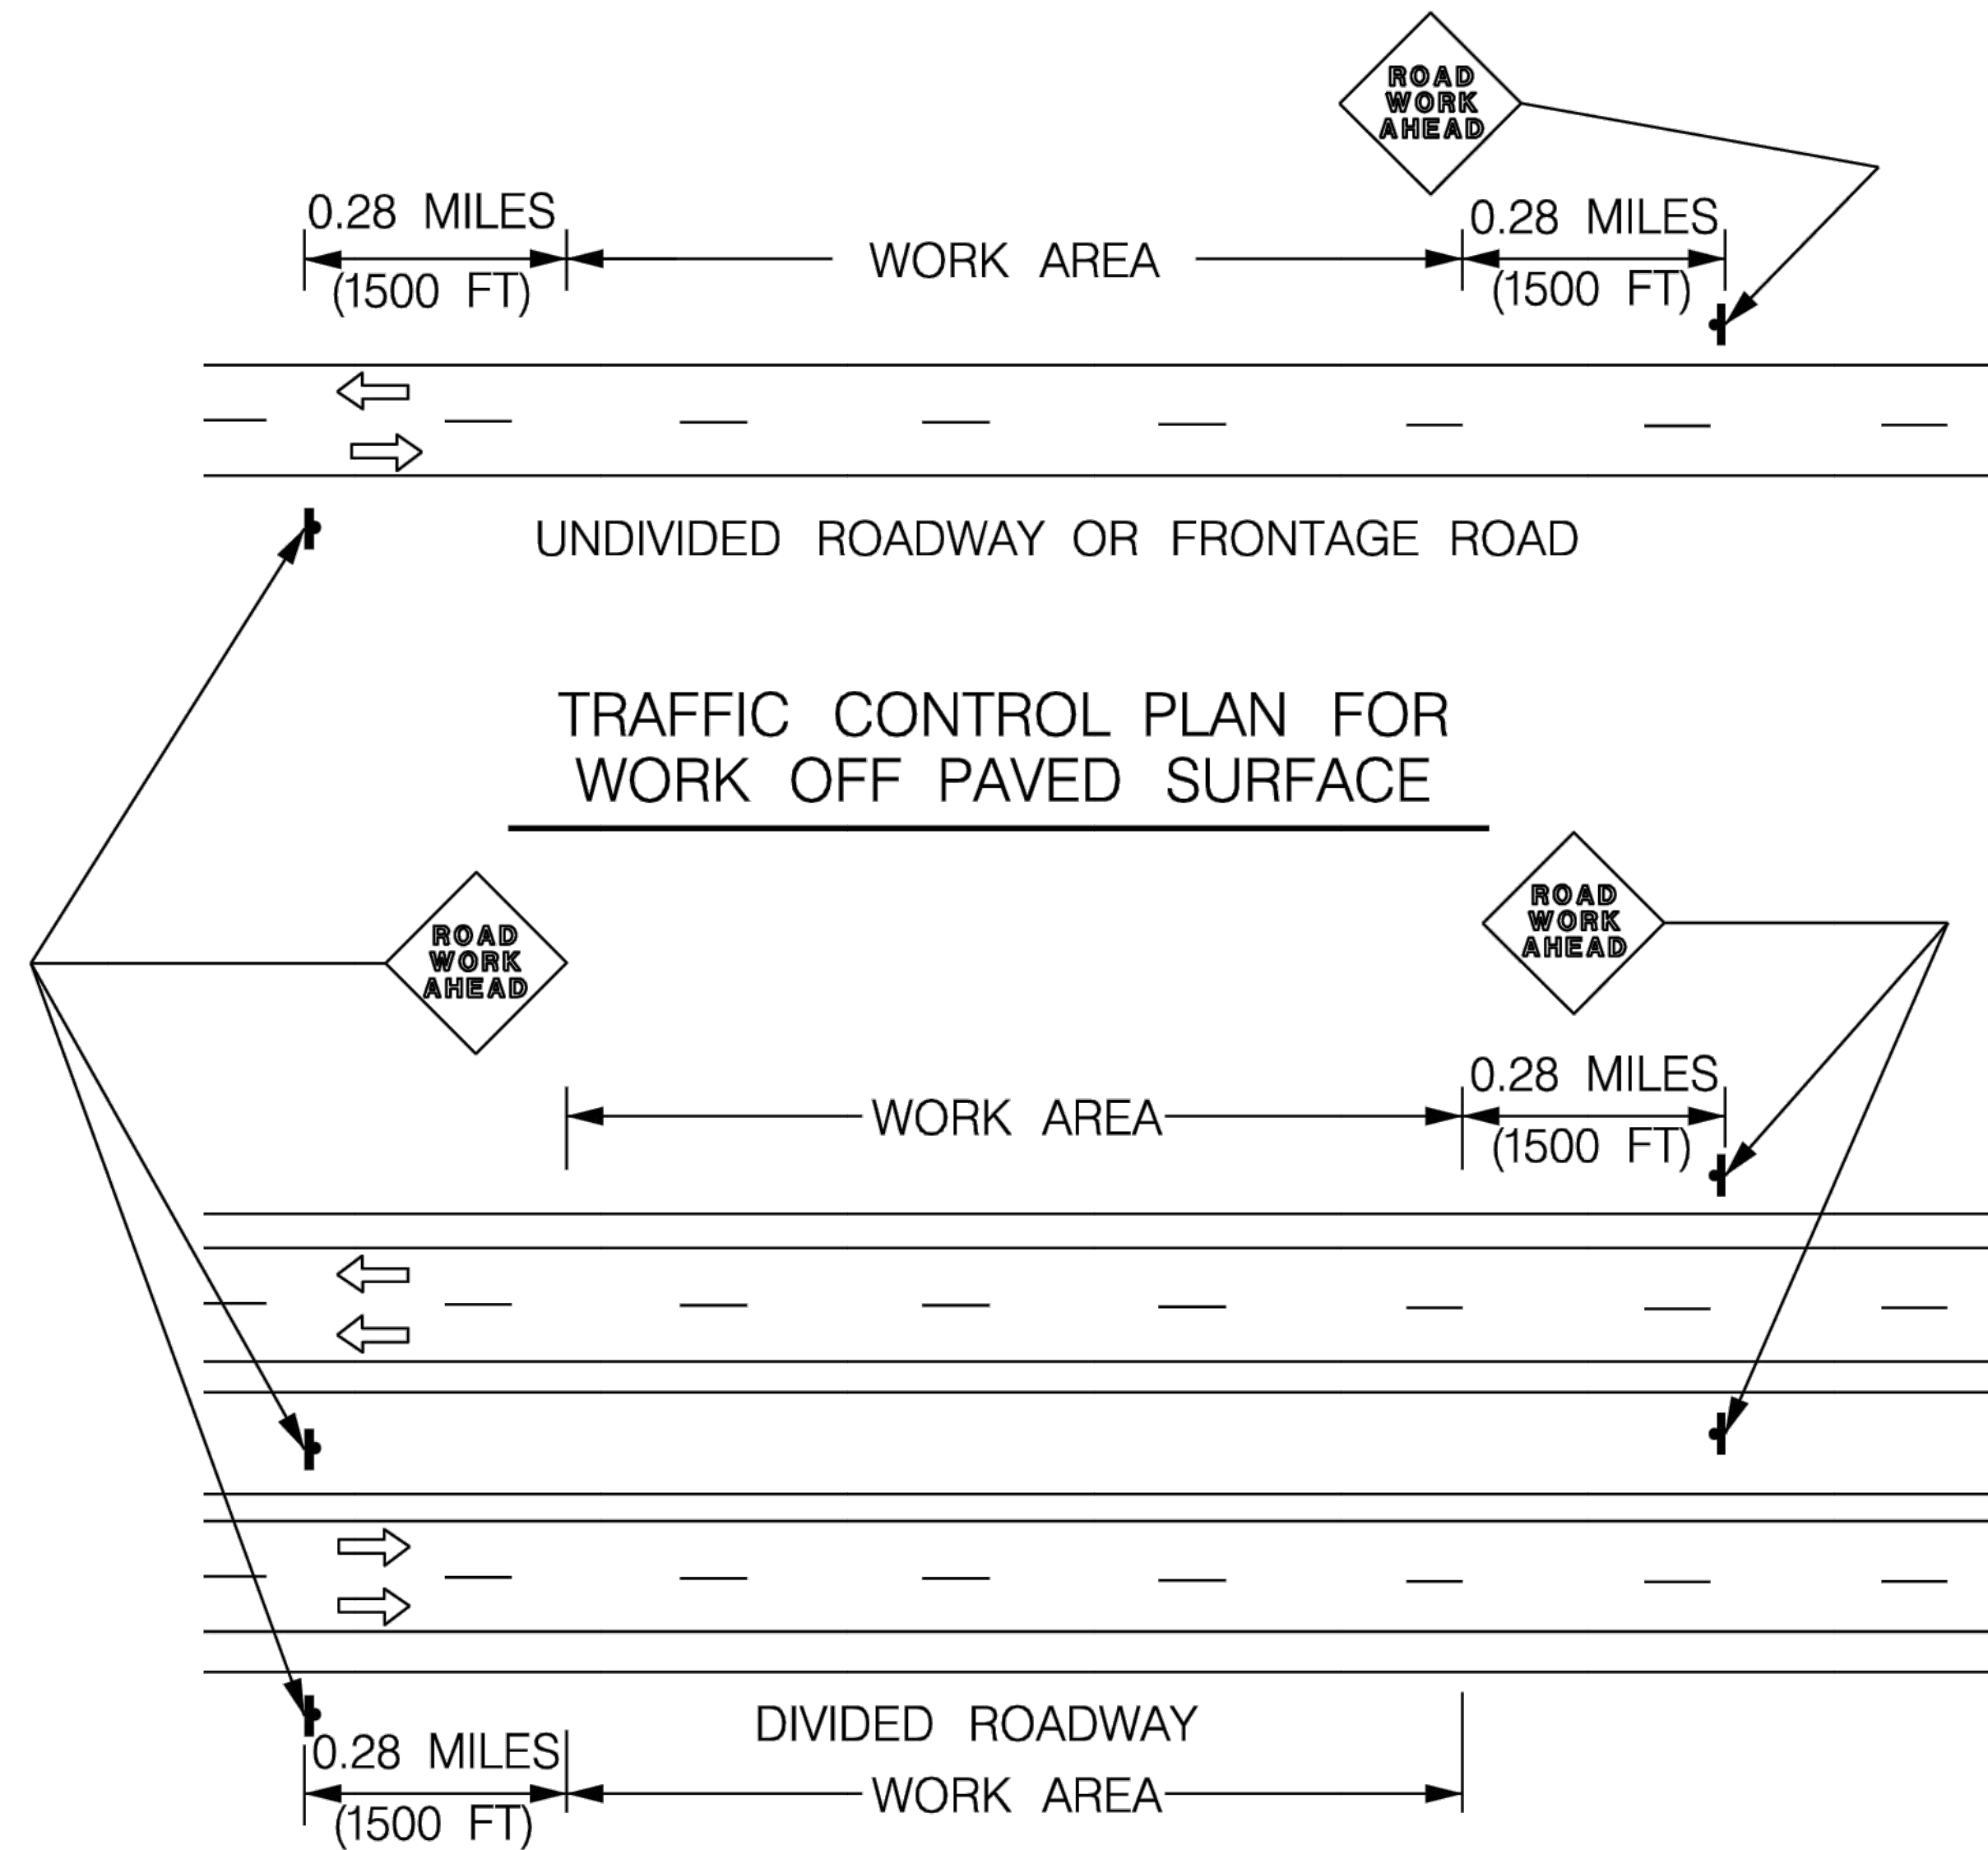 ROAD
WORK
AHEAD
0.28 MILES
(1500 FT)
WORK AREA
0.28 MILES
(1500 FT)
UNDIVIDED ROADWAY OR FRONTAGE ROAD
TRAFFIC CONTROL PLAN FOR
WORK OFF PAVED SURFACE
ROAD
WORK
AHEAD
ROAD
WORK
AHEAD
WORK AREA
0.28 MILES
(1500 FT)
DIVIDED ROADWAY
0.28 MILES
(1500 FT)
WORK AREA